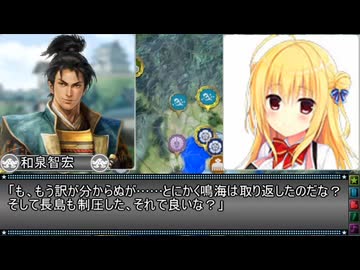 和泉智宏
「も、もう訳が分からぬが……とにかく鳴海は取り返したのだな？
そして長島も制圧した、それで良いな？」